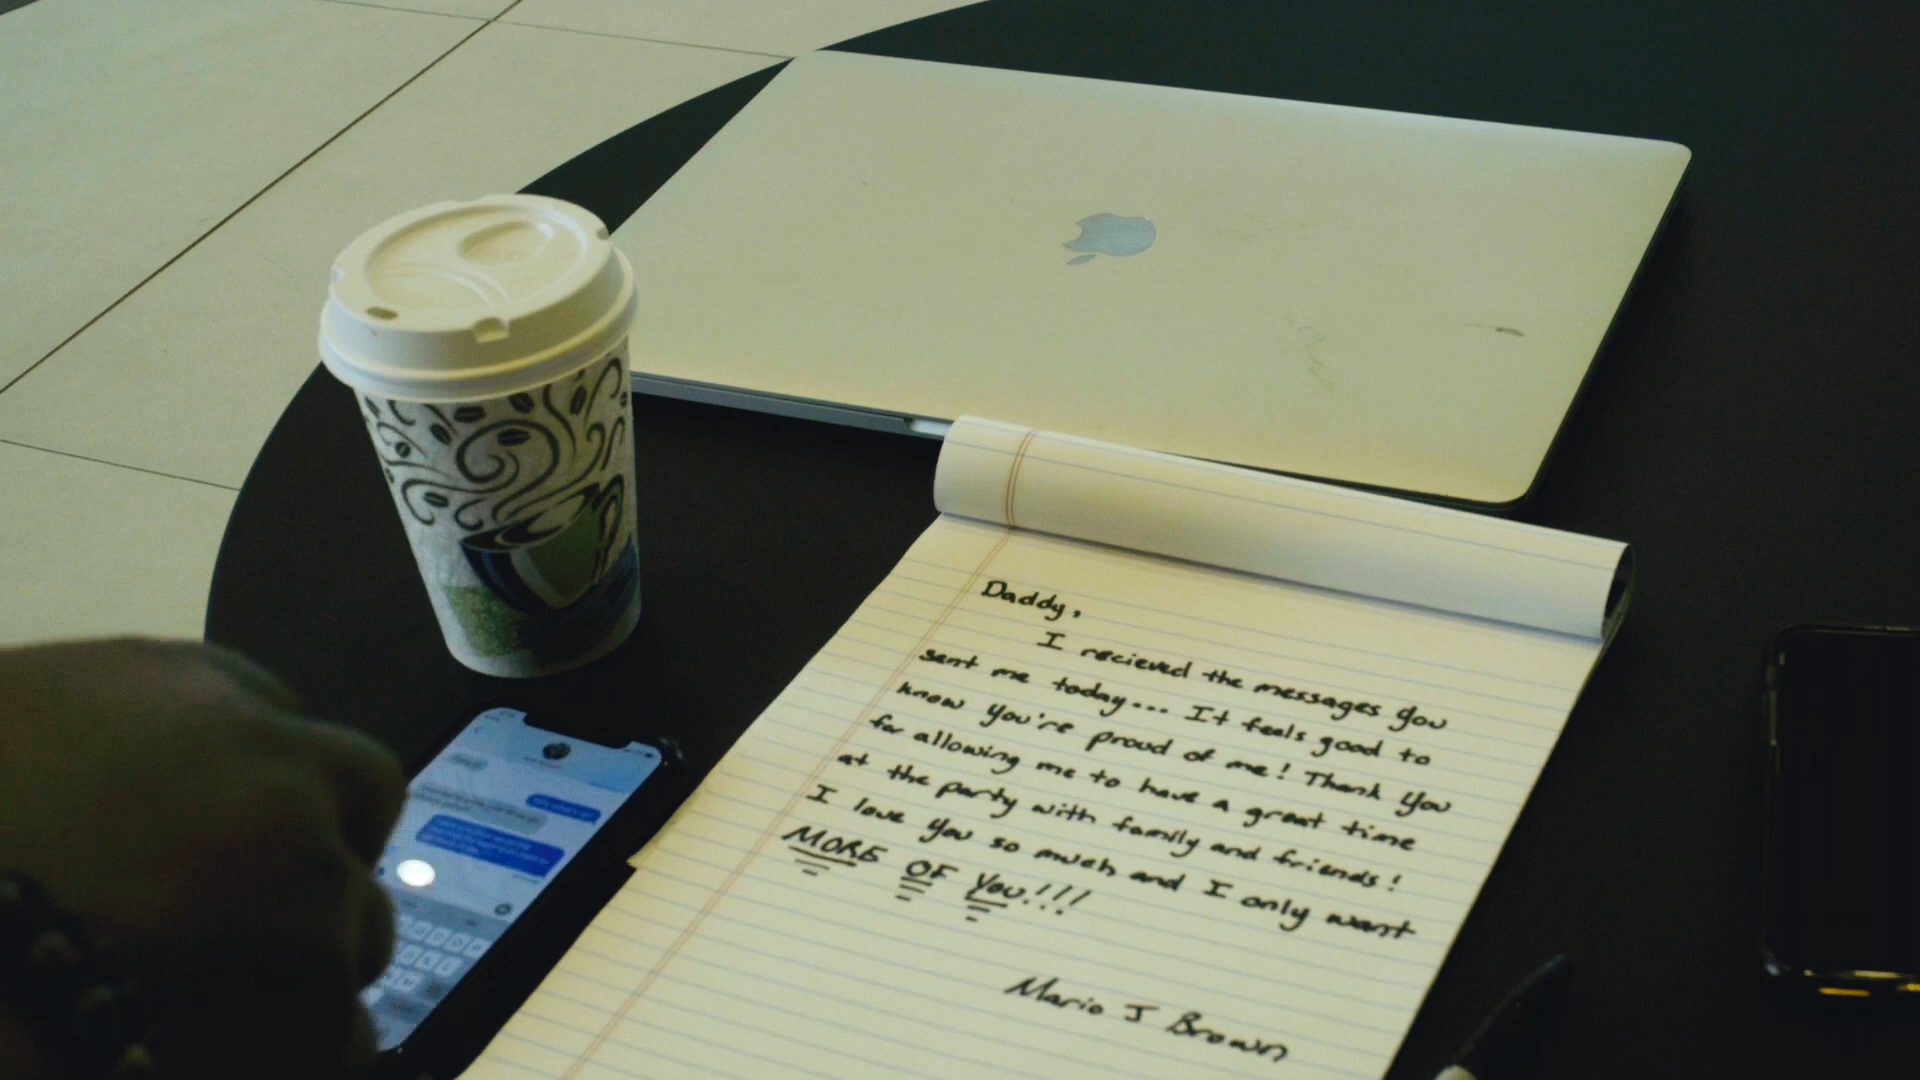 Daddy,
I recieved the messages you
sent me today... It feels good to
know you're proud of me! Thank you
for allowing me to have a great time
at the party with family and friends!
I love you so much and I only want
MORE OF YOU!!!
Mario J Brown